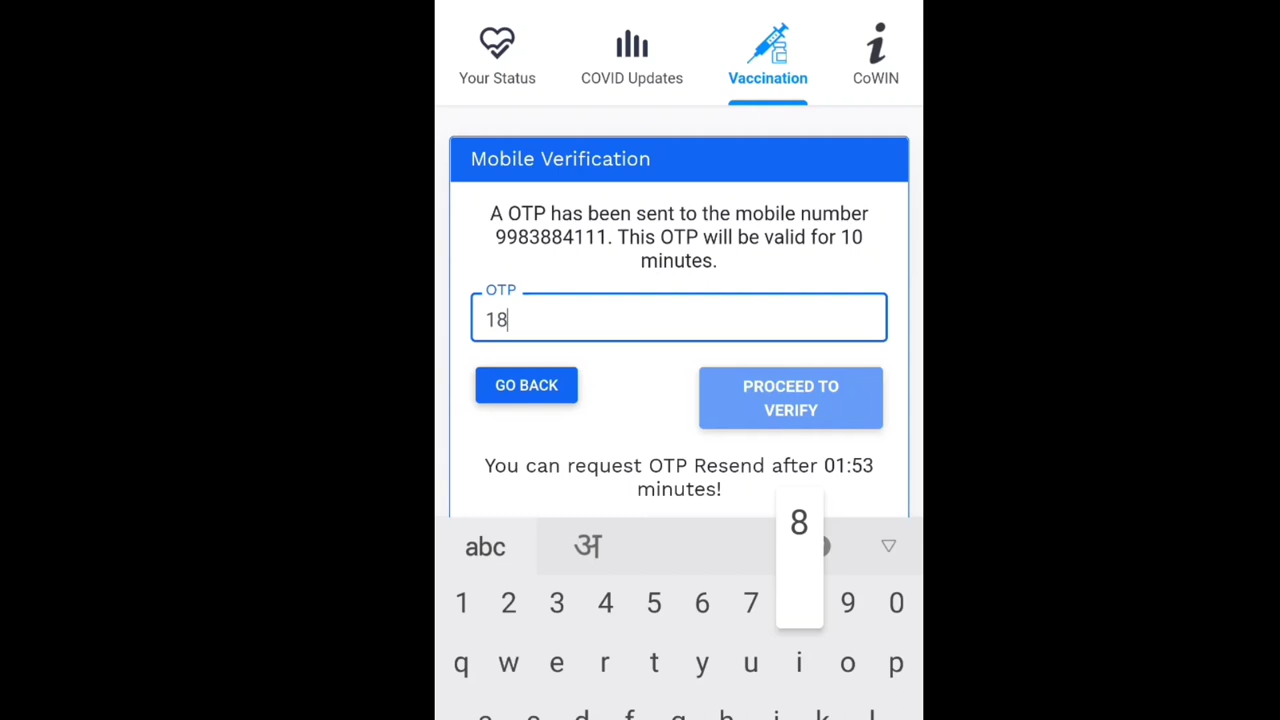 Your Status COVID Updates Vaccination CoWIN
Mobile Verification
A OTP has been sent to the mobile number
9983884111. This OTP will be valid for 10
minutes.
OTP
18
GO BACK
PROCEED TO
VERIFY
You can request OTP Resend after 01:53
minutes!
8
abc अ
1 2 3 4 5 6 7 9 0
q w e r t y u i o p